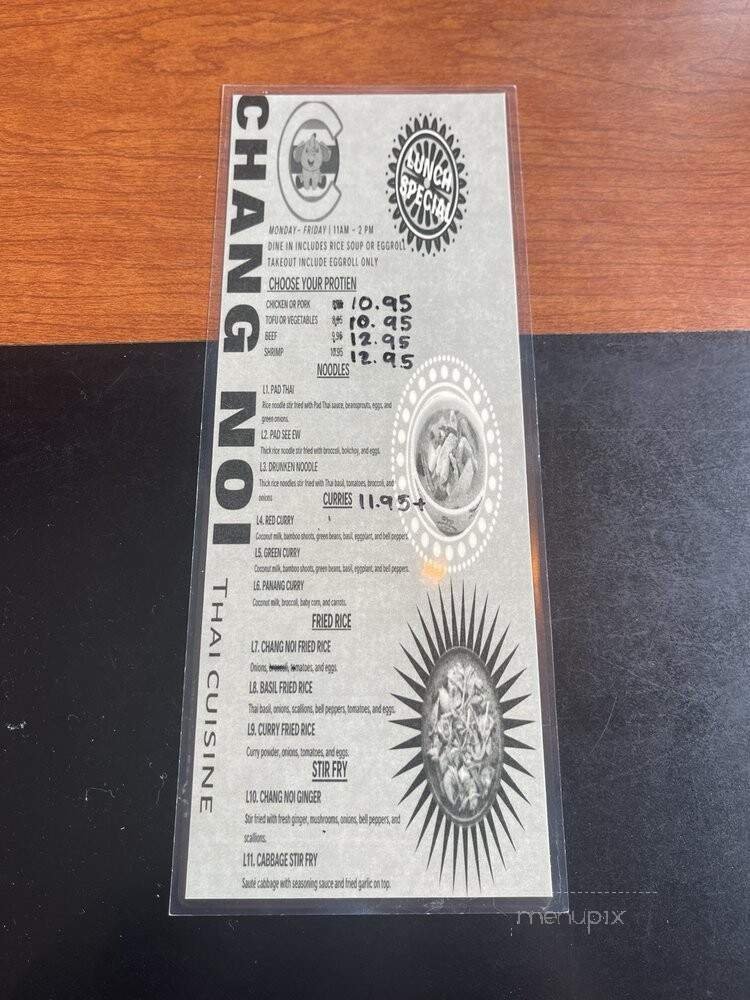 CHANG NOI
THAI CUISINE
C
LUNCH
SPECIAL
MONDAY- FRIDAY | 11AM - 2 PM
DINE IN INCLUDES RICE SOUP OR EGGROLL
TAKEOUT INCLUDE EGGROLL ONLY
CHOOSE YOUR PROTIEN
CHICKEN OR PORK 10.95
TOFU OR VEGETABLES 8.95 10.95
BEEF 9.95 12.95
SHRIMP 10.95 12.95
NOODLES
L1. PAD THAI
Rice noodle stir fried with Pad Thai sauce, beansprouts, eggs, and
green onions.
L2. PAD SEE EW
Thick rice noodle stir fried with broccoli, bokchoy, and eggs.
L3. DRUNKEN NOODLE
Thick rice noodles stir fried with Thai basil, tomatoes, broccoli, and
onions
CURRIES 11.95+
L4. RED CURRY
Coconut milk, bamboo shoots, green beans, basil, eggplant, and bell peppers.
L5. GREEN CURRY
Coconut milk, bamboo shoots, green beans, basil, eggplant, and bell peppers.
L6. PANANG CURRY
Coconut milk, broccoli, baby corn, and carrots.
FRIED RICE
L7. CHANG NOI FRIED RICE
Onions, broccoli, tomatoes, and eggs.
L8. BASIL FRIED RICE
Thai basil, onions, scallions, bell peppers, tomatoes, and eggs.
L9. CURRY FRIED RICE
Curry powder, onions, tomatoes, and eggs.
STIR FRY
L10. CHANG NOI GINGER
Stir fried with fresh ginger, mushrooms, onions, bell peppers, and
scallions.
L11. CABBAGE STIR FRY
Sauté cabbage with seasoning sauce and fried garlic on top.
menupix